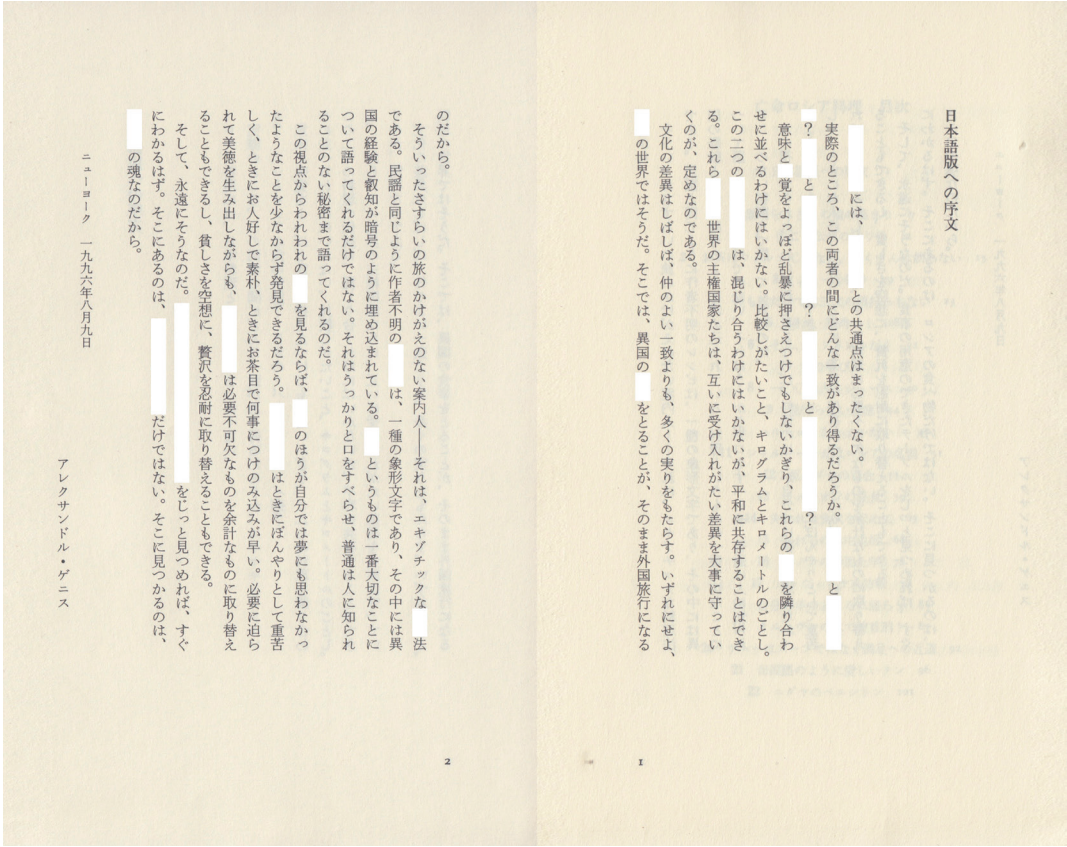 日本語版への序文
には、 との共通点はまったくない。
実際のところ、この両者の間にどんな一致があり得るだろうか。 と
? と ? と ?
意味と 覚をよっぽど乱暴に押さえつけでもしないかぎり、これらの を隣り合わ
せに並べるわけにはいかない。比較しがたいこと、キログラムとキロメートルのごとし。
この二つの は、混じり合うわけにはいかないが、平和に共存することはでき
る。これら 世界の主権国家たちは、互いに受け入れがたい差異を大事に守ってい
くのが、定めなのである。
文化の差異はしばしば、仲のよい一致よりも、多くの実りをもたらす。いずれにせよ、
の世界ではそうだ。そこでは、異国の をとることが、そのまま外国旅行になる
1
のだから。
そういったさすらいの旅のかけがえのない案内人――それは、エキゾチックな 法
である。民謡と同じように作者不明の は、一種の象形文字であり、その中には異
国の経験と叡知が暗号のように埋め込まれている。 というものは一番大切なことに
ついて語ってくれるだけではない。それはうっかりと口をすべらせ、普通は人に知られ
ることのない秘密まで語ってくれるのだ。
この視点からわれわれの を見るならば、 のほうが自分では夢にも思わなかっ
たようなことを少なからず発見できるだろう。 はときにぼんやりとして重苦
しく、ときにお人好しで素朴、ときにお茶目で何事につけのみ込みが早い。必要に迫ら
れて美徳を生み出しながらも、 は必要不可欠なものを余計なものに取り替え
ることもできるし、貧しさを空想に、贅沢を忍耐に取り替えることもできる。
そして、永遠にそうなのだ。 をじっと見つめれば、すぐ
にわかるはず。そこにあるのは、 だけではない。そこに見つかるのは、
の魂なのだから。
ニューヨーク 一九九六年八月九日
アレクサンドル・ゲニス
2